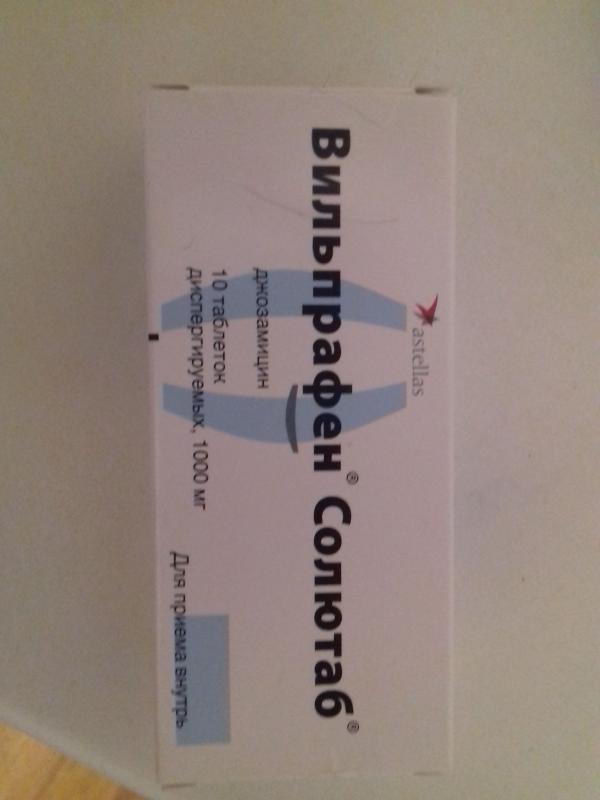 astellas
Вильпрафен® Солютаб®
джозамицин
10 таблеток
диспергируемых, 1000 мг
Для приема внутрь